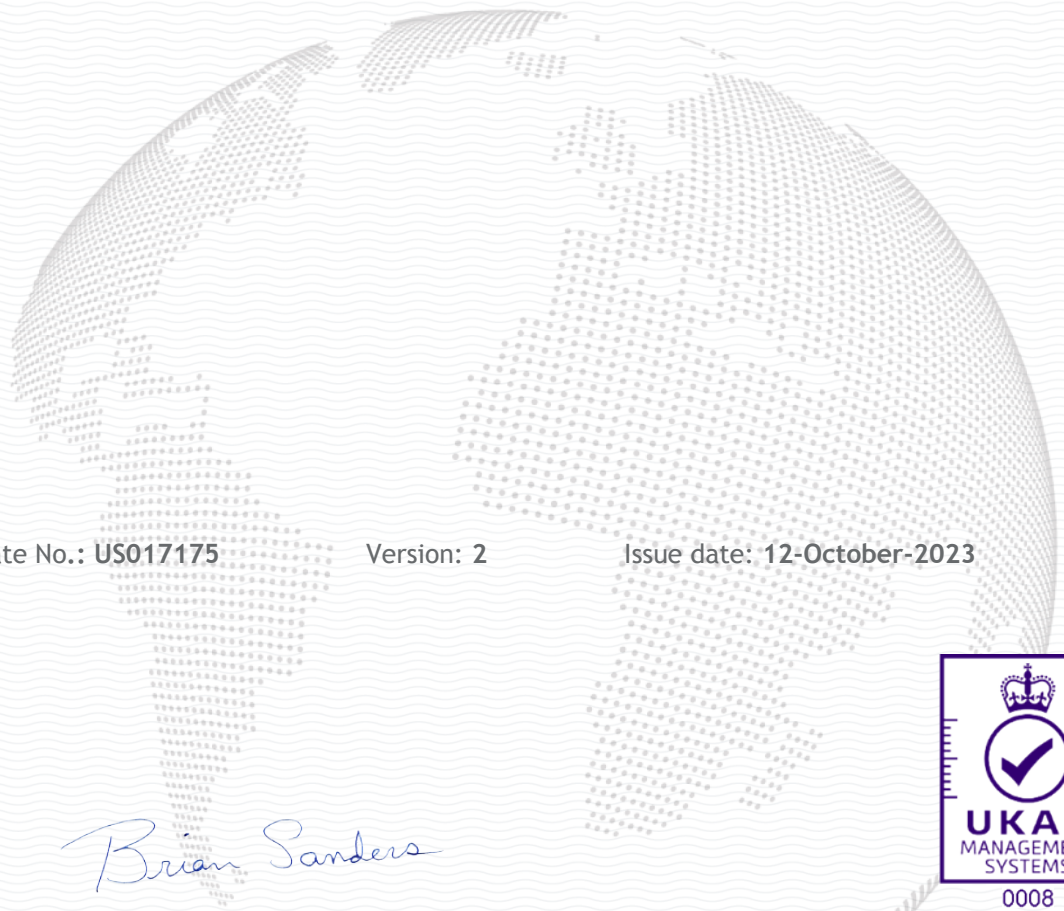 te No.: US017175 Version: 2 Issue date: 12-October-2023
Brian Sanders
UKA
MANAGEME
SYSTEMS
0008